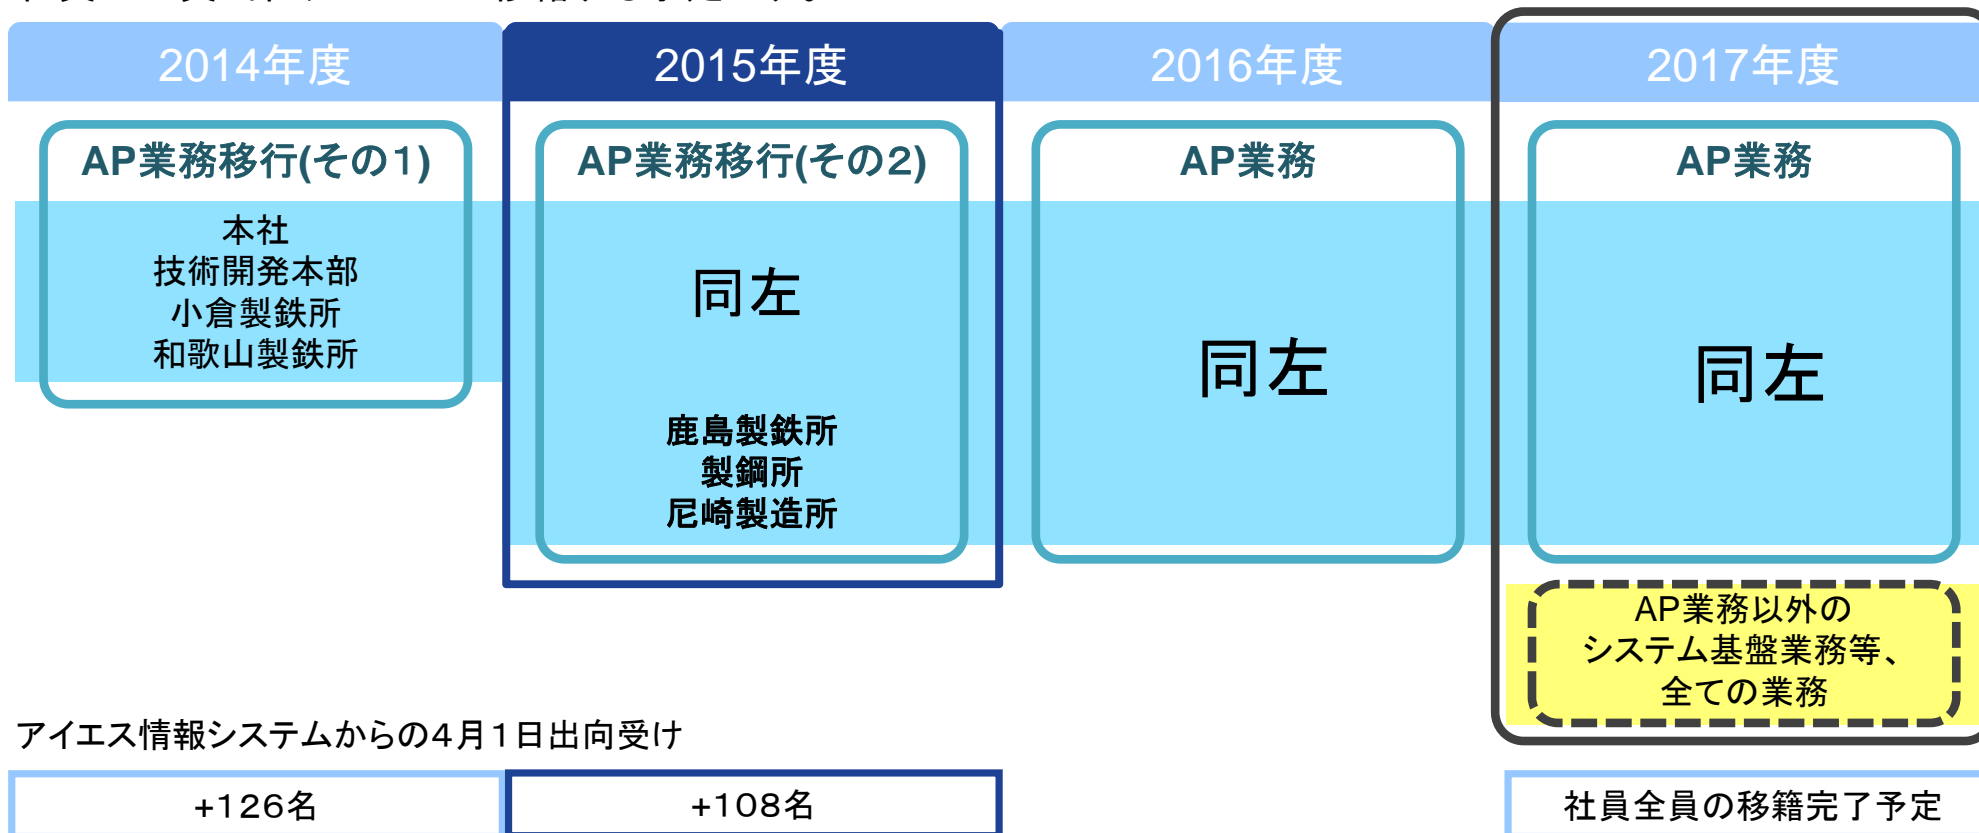 2014年度
2015年度
2016年度
2017年度
AP業務移行(その1)
本社
技術開発本部
小倉製鉄所
和歌山製鉄所
AP業務移行(その2)
同左
鹿島製鉄所
製鋼所
尼崎製造所
AP業務
同左
AP業務
同左
AP業務以外の
システム基盤業務等、
全ての業務
アイエス情報システムからの4月1日出向受け
+126名
+108名
社員全員の移籍完了予定